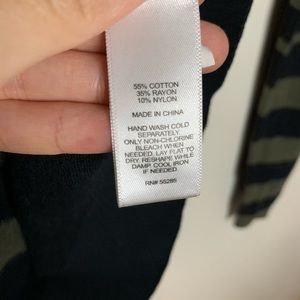 55% COTTON
35% RAYON
10% NYLON
MADE IN CHINA
HAND WASH COLD
SEPARATELY.
ONLY NON-CHLORINE
BLEACH WHEN
NEEDED. LAY FLAT TO
DRY. RESHAPE WHILE
DAMP. COOL IRON
IF NEEDED.
RN# 55285